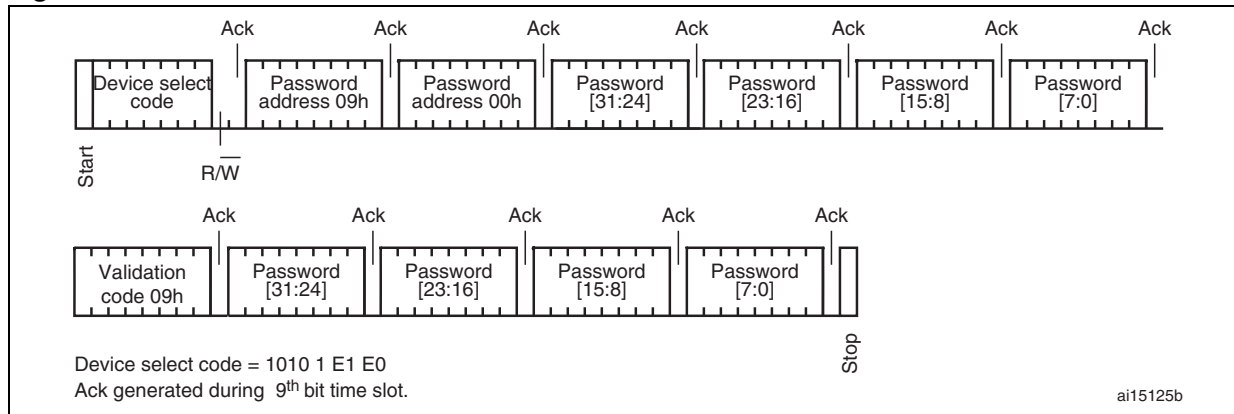 Ack Ack Ack Ack Ack Ack Ack
Device select code
Password address 09h
Password address 00h
Password [31:24]
Password [23:16]
Password [15:8]
Password [7:0]
Start
R/W̅
Ack Ack Ack Ack Ack
Validation code 09h
Password [31:24]
Password [23:16]
Password [15:8]
Password [7:0]
Stop
Device select code = 1010 1 E1 E0
Ack generated during 9th bit time slot.
ai15125b